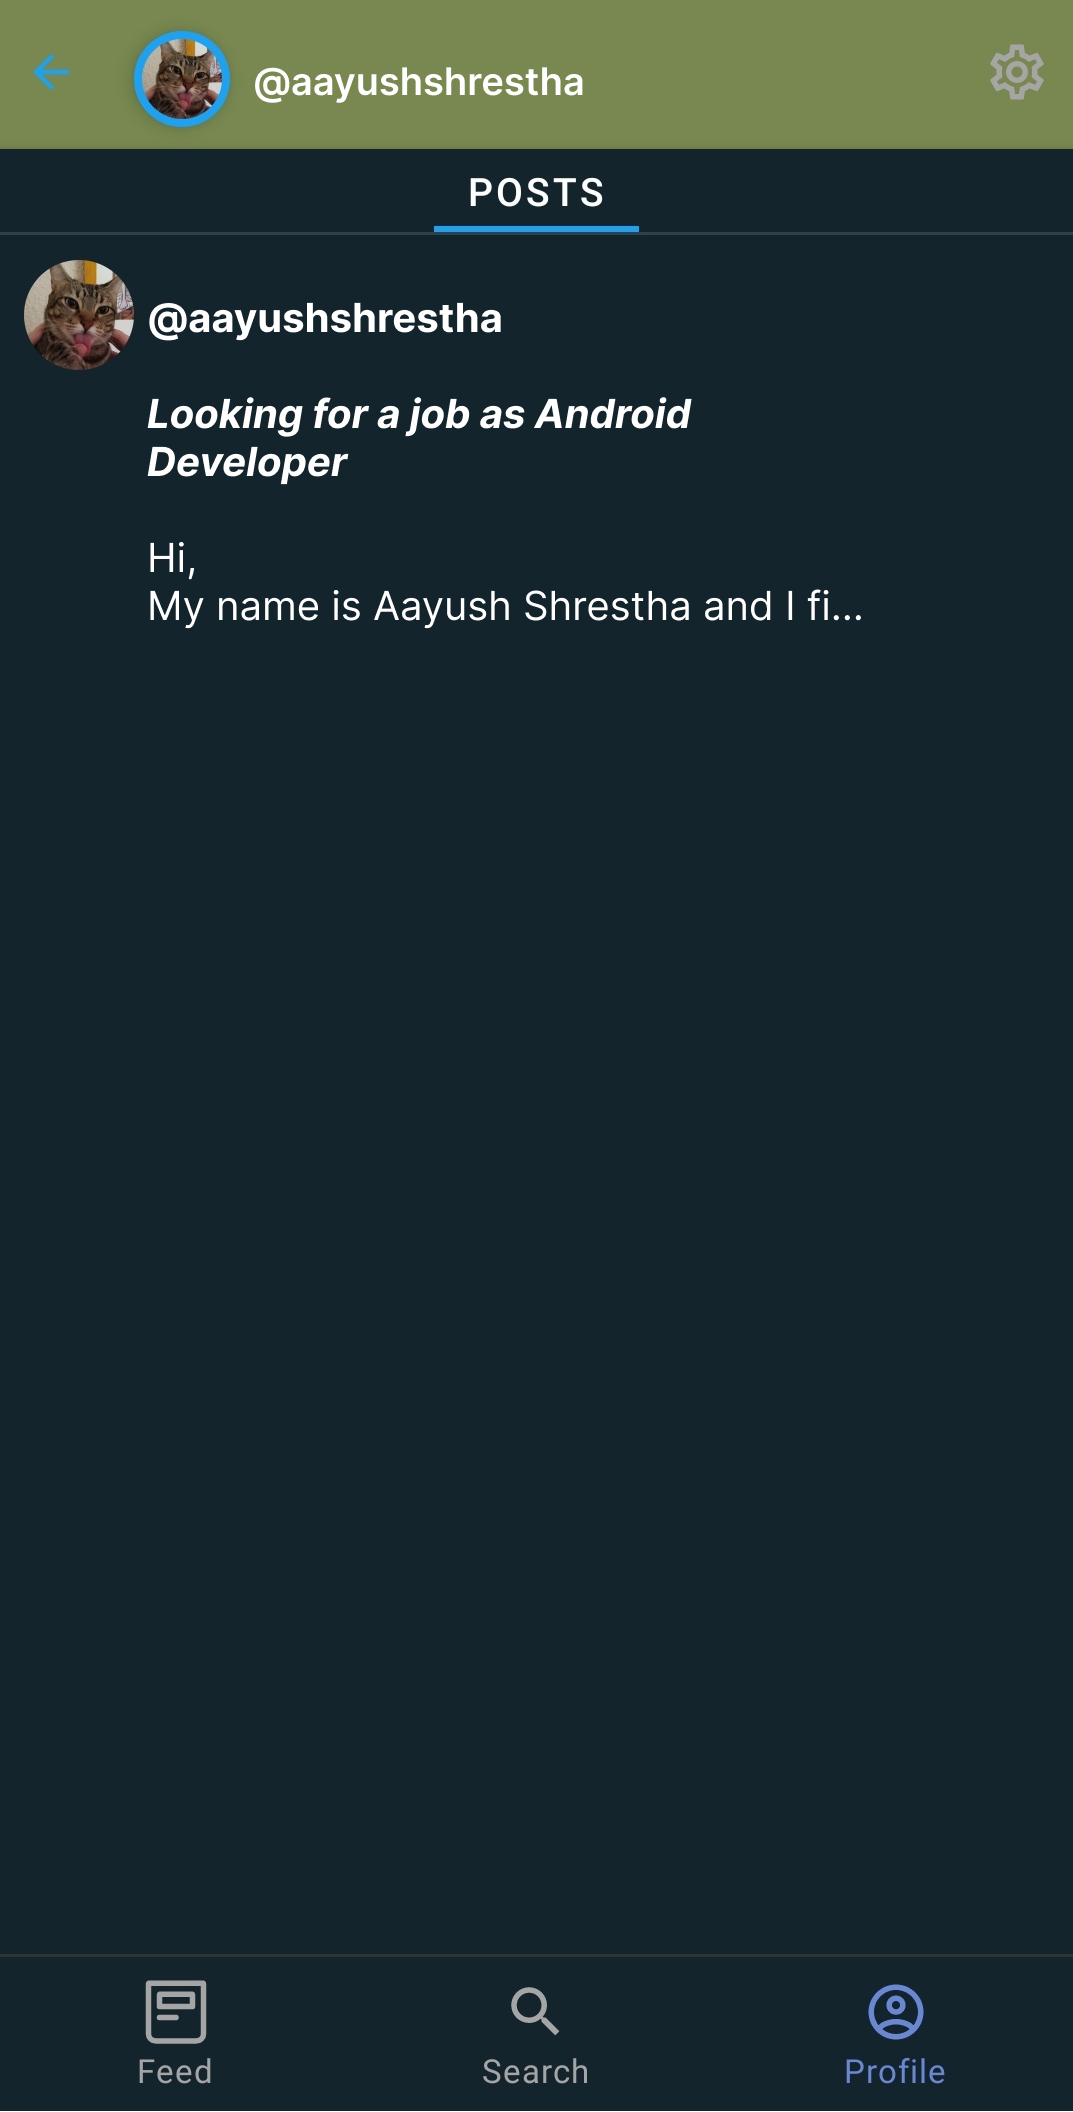 @aayushshrestha
POSTS
@aayushshrestha
Looking for a job as Android
Developer
Hi,
My name is Aayush Shrestha and I fi...
Feed
Search
Profile